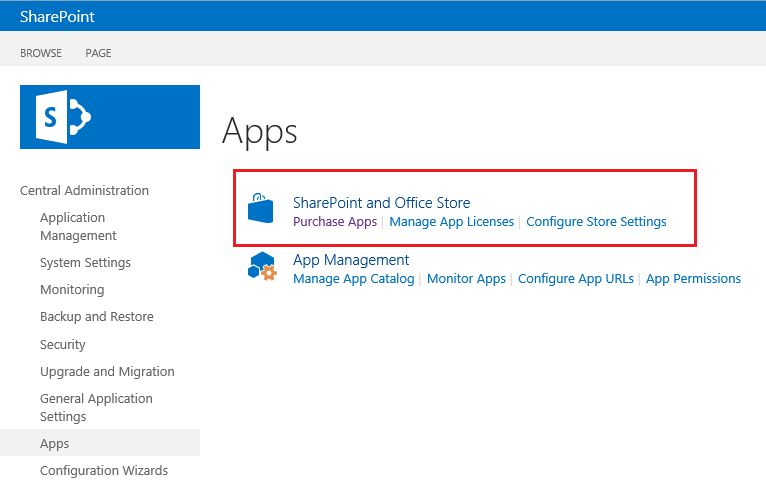 SharePoint
BROWSE PAGE
S
Apps
Central Administration
Application
Management
System Settings
Monitoring
Backup and Restore
Security
Upgrade and Migration
General Application
Settings
Apps
Configuration Wizards
SharePoint and Office Store
Purchase Apps | Manage App Licenses | Configure Store Settings
App Management
Manage App Catalog | Monitor Apps | Configure App URLs | App Permissions